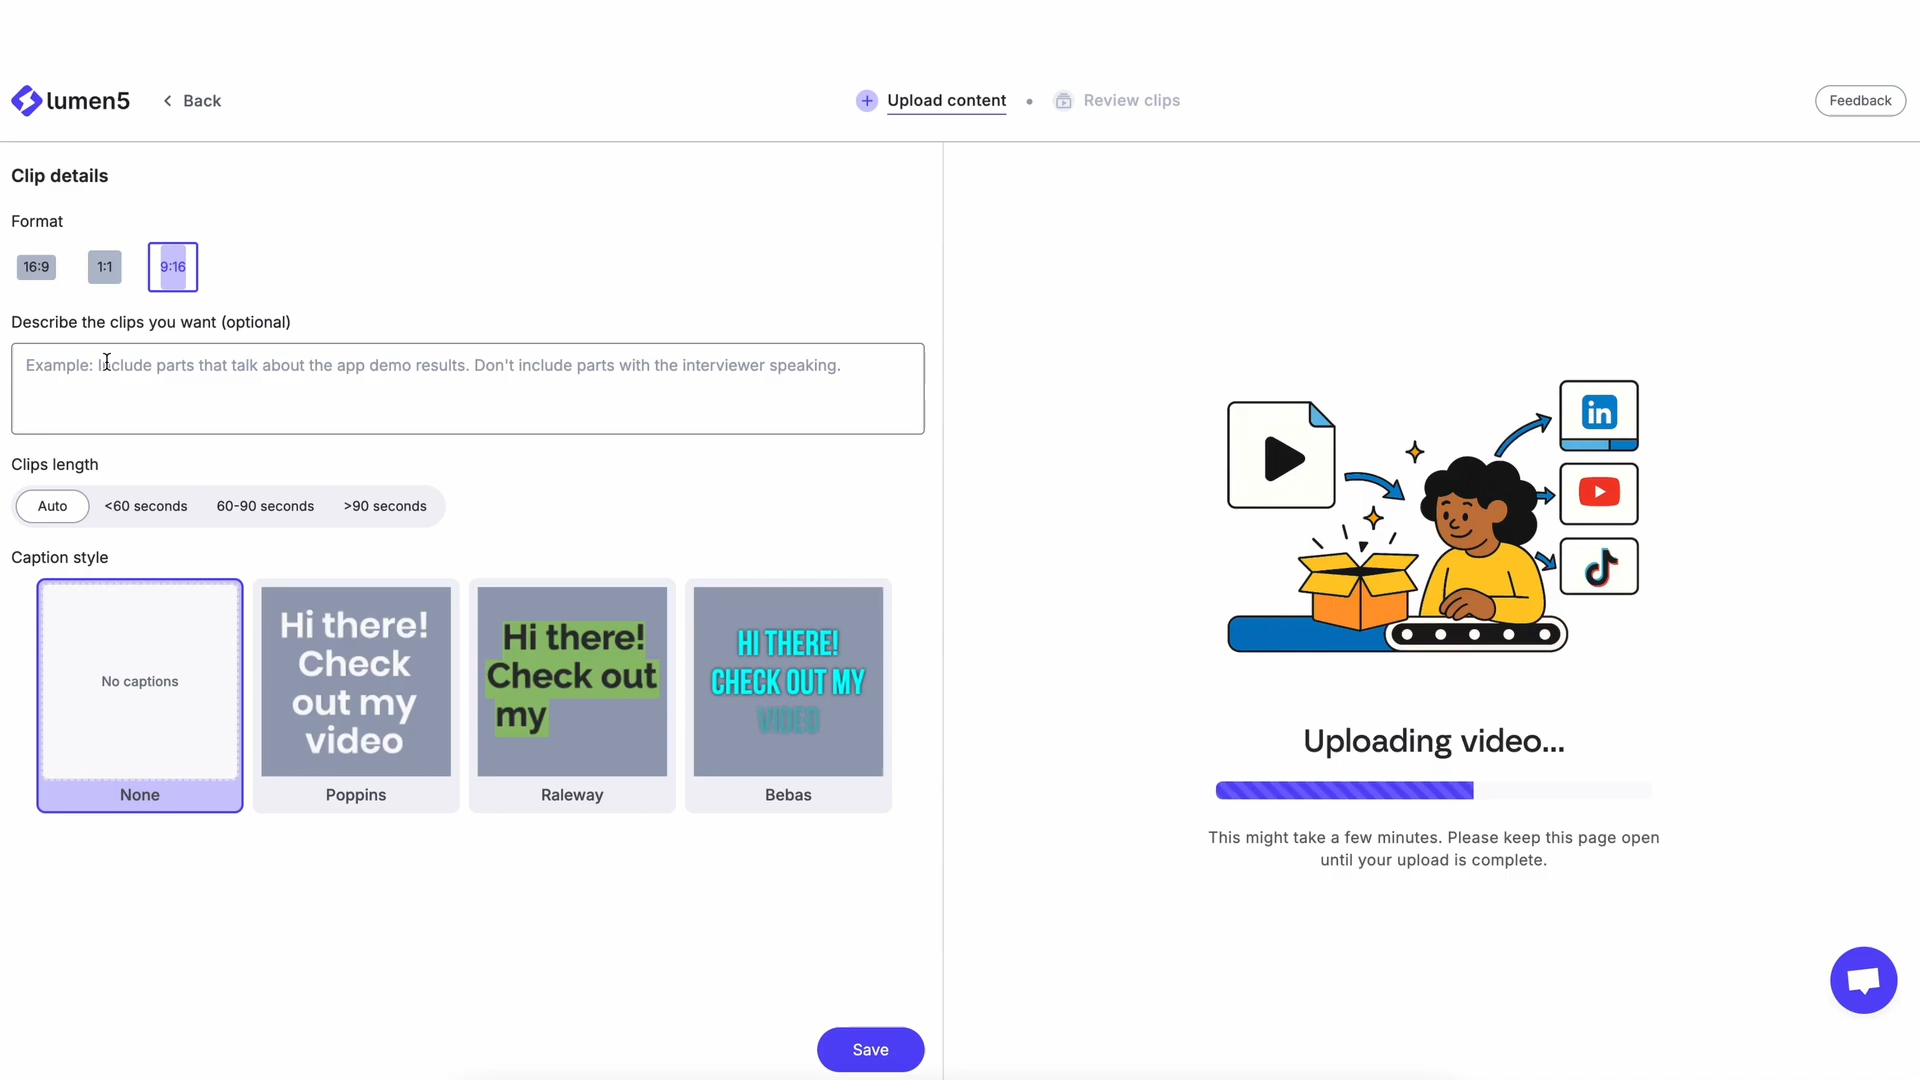 lumen5
Back
Upload content
Review clips
Feedback
Clip details
Format
16:9
1:1
9:16
Describe the clips you want (optional)
Example: Include parts that talk about the app demo results. Don't include parts with the interviewer speaking.
Clips length
Auto
<60 seconds
60-90 seconds
>90 seconds
Caption style
No captions
None
Hi there!
Check
out my
video
Poppins
Hi there!
Check out
my
Raleway
HI THERE!
CHECK OUT MY
VIDEO
Bebas
Save
in
Uploading video...
This might take a few minutes. Please keep this page open
until your upload is complete.